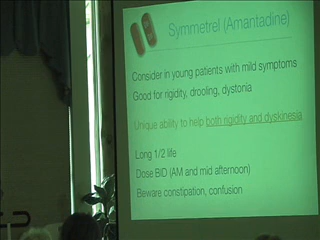 Symmetrel (Amantadine)
Consider in young patients with mild symptoms
Good for rigidity, drooling, dystonia
Unique ability to help both rigidity and dyskinesia
Long 1/2 life
Dose BID (AM and mid afternoon)
Beware constipation, confusion